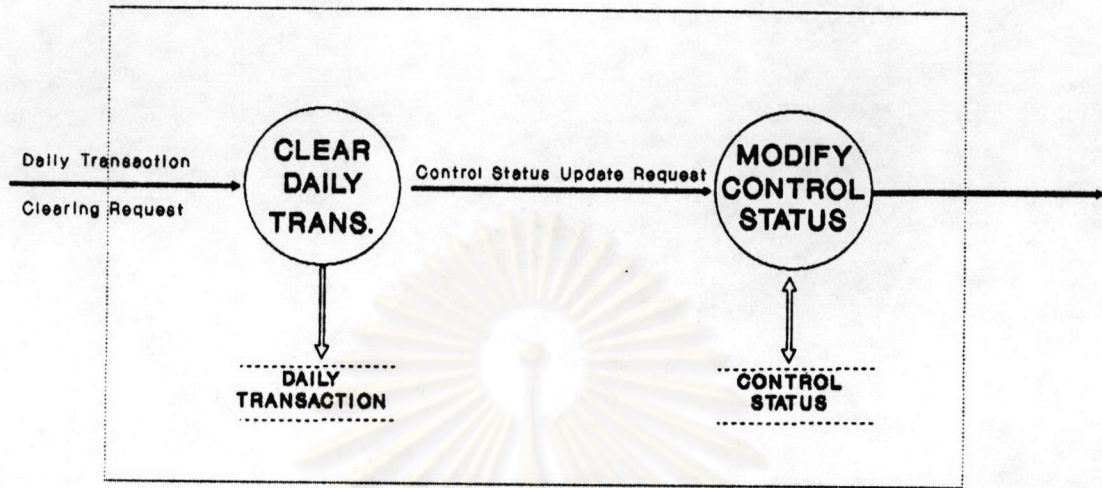 Daily Transaction
Clearing Request
CLEAR
DAILY
TRANS.
Control Status Update Request
MODIFY
CONTROL
STATUS
DAILY
TRANSACTION
CONTROL
STATUS